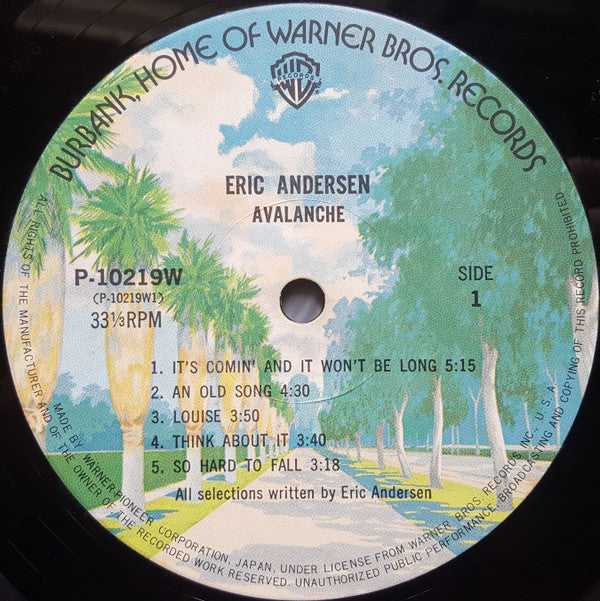 BURBANK, HOME OF WARNER BROS. RECORDS
WB
RECORDS
ERIC ANDERSEN
AVALANCHE
P-10219W
(P-10219W1)
33⅓RPM
SIDE
1
1. IT'S COMIN' AND IT WON'T BE LONG 5:15
2. AN OLD SONG 4:30
3. LOUISE 3:50
4. THINK ABOUT IT 3:40
5. SO HARD TO FALL 3:18
All selections written by Eric Andersen
MADE BY WARNER-PIONEER CORPORATION, JAPAN, UNDER LICENSE FROM WARNER BROS RECORDS INC., U.S.A.
ALL RIGHTS OF THE MANUFACTURER AND OF THE OWNER OF THE RECORDED WORK RESERVED. UNAUTHORIZED PUBLIC PERFORMANCE, BROADCASTING AND COPYING OF THIS RECORD PROHIBITED